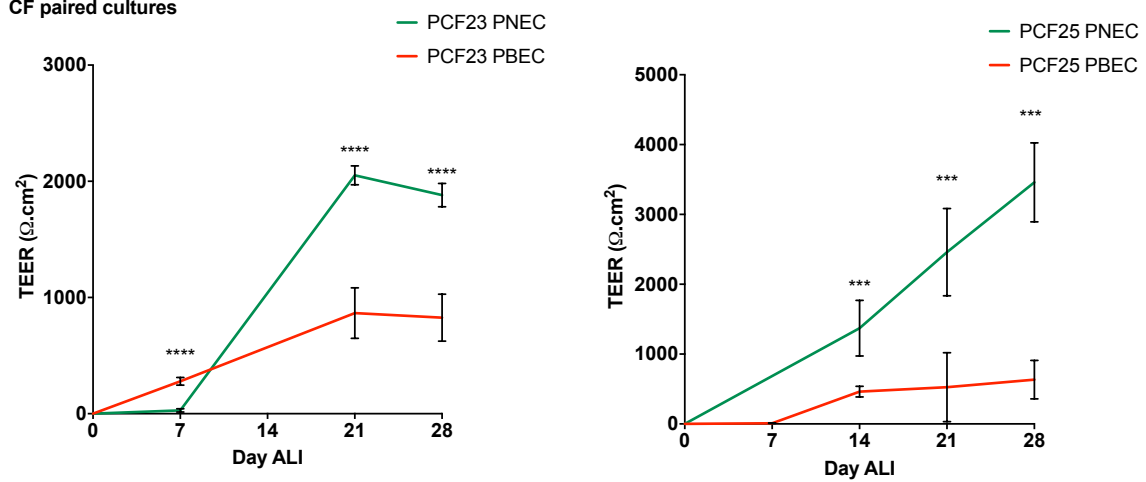 CF paired cultures
PCF23 PNEC
PCF23 PBEC
3000
2000
1000
0
TEER (Ω.cm²)
****
****
****
0 7 14 21 28
Day ALI
PCF25 PNEC
PCF25 PBEC
5000
4000
3000
2000
1000
0
TEER (Ω.cm²)
***
***
***
0 7 14 21 28
Day ALI